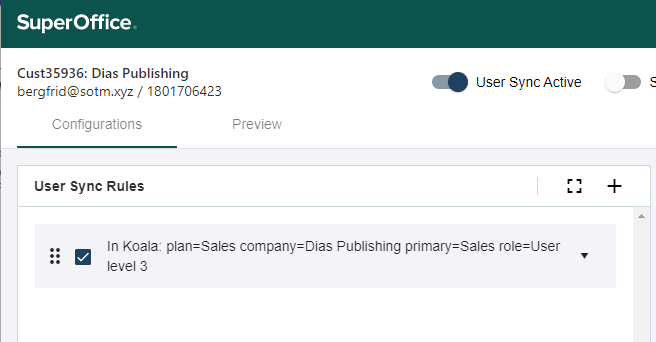 SuperOffice.
Cust35936: Dias Publishing
bergfrid@sotm.xyz / 1801706423
User Sync Active
S
Configurations
Preview
User Sync Rules
In Koala: plan=Sales company=Dias Publishing primary=Sales role=User
level 3